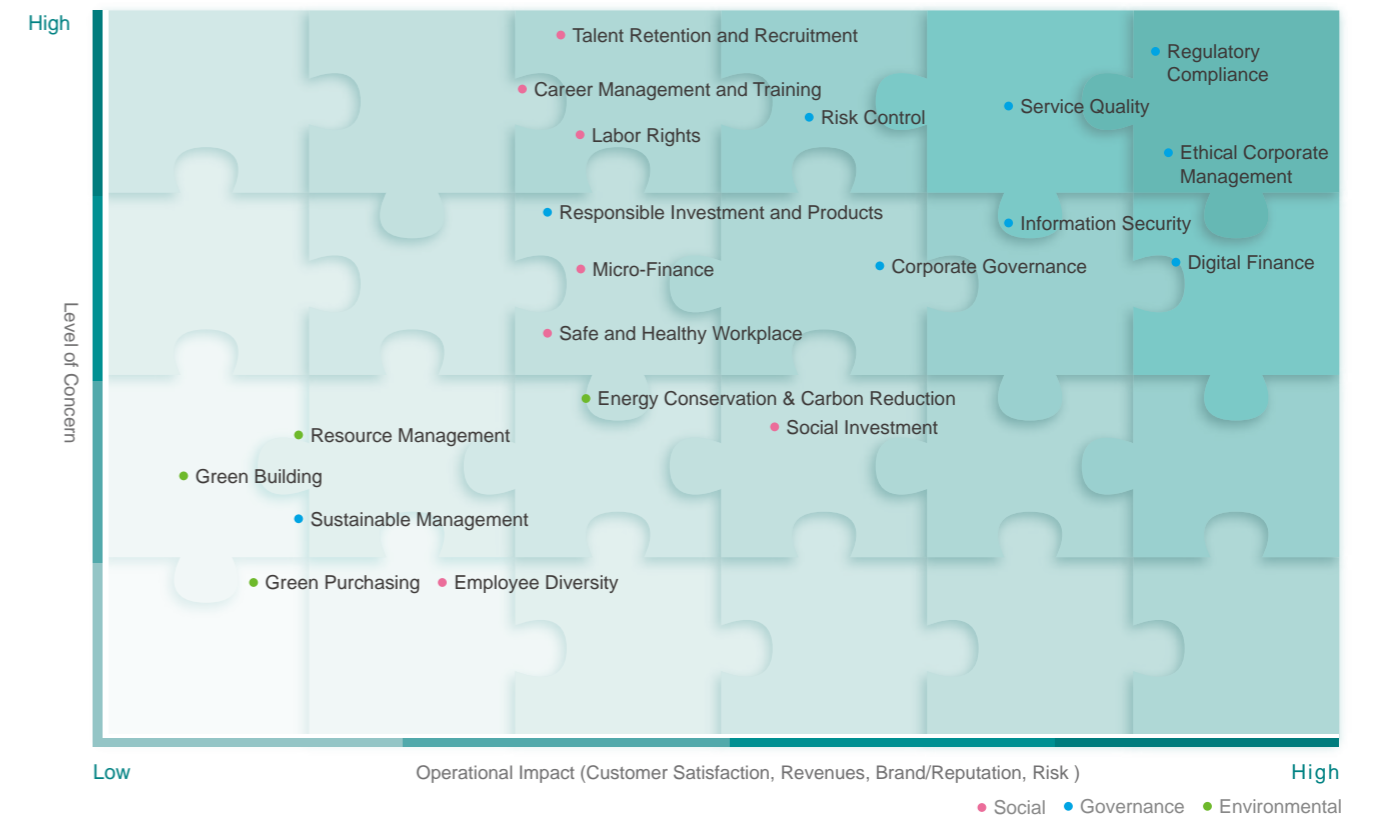 High
Talent Retention and Recruitment
Regulatory
Compliance
Career Management and Training
Service Quality
Risk Control
Labor Rights
Ethical Corporate
Management
Responsible Investment and Products
Information Security
Micro-Finance
Corporate Governance
Digital Finance
Level of Concern
Safe and Healthy Workplace
Energy Conservation & Carbon Reduction
Social Investment
Resource Management
Green Building
Sustainable Management
Green Purchasing
Employee Diversity
Low
Operational Impact (Customer Satisfaction, Revenues, Brand/Reputation, Risk )
High
Social
Governance
Environmental